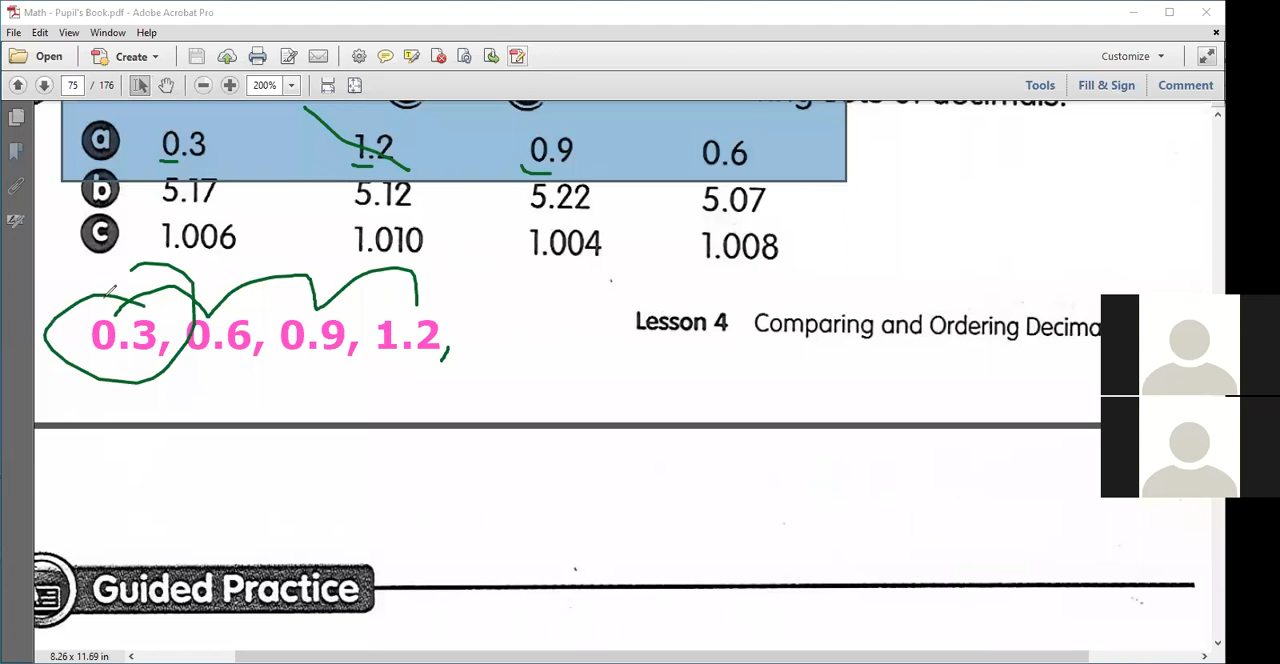 Math - Pupil's Book.pdf - Adobe Acrobat Pro
File Edit View Window Help
Open Create Customize
75 / 176 200% Tools Fill & Sign Comment
of decimals.
a 0.3 1.2 0.9 0.6
b 5.17 5.12 5.22 5.07
c 1.006 1.010 1.004 1.008
0.3, 0.6, 0.9, 1.2,
Lesson 4 Comparing and Ordering Decima
Guided Practice
8.26 x 11.69 in